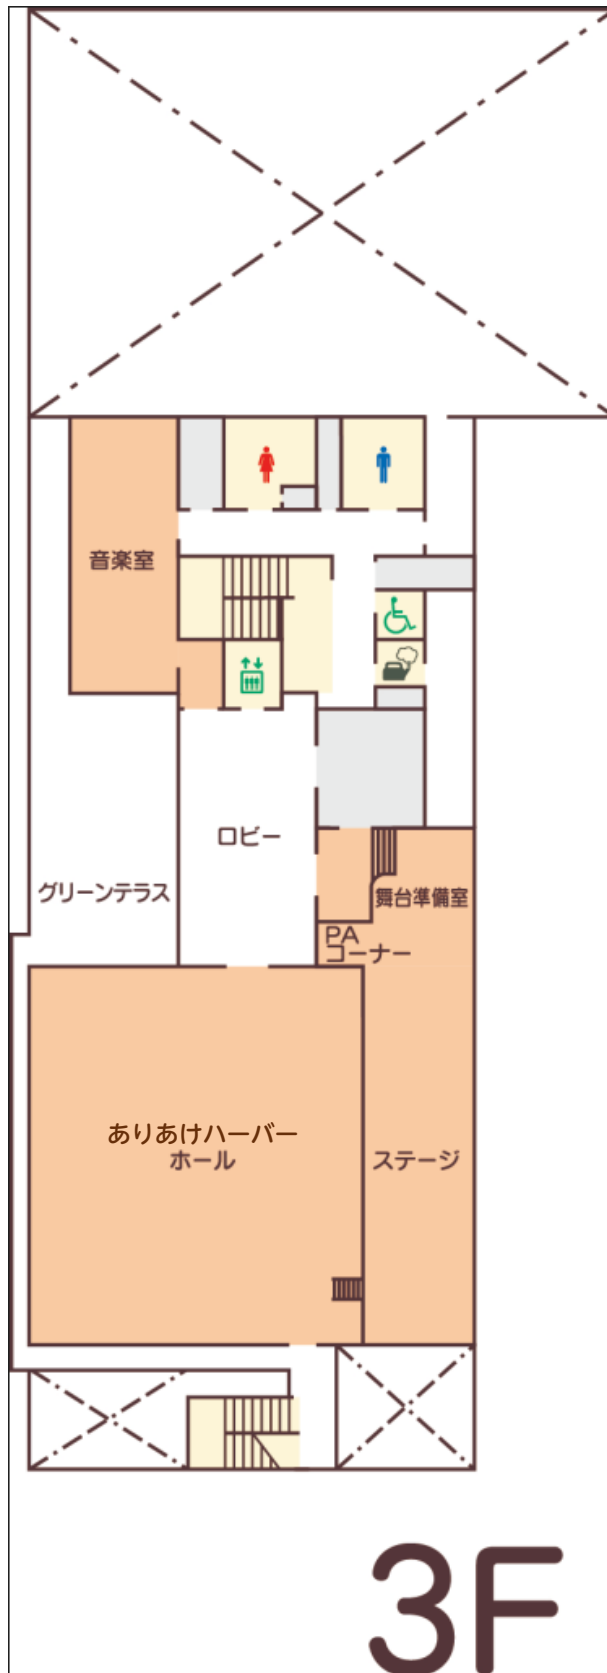 音楽室
ロビー
グリーンテラス
舞台準備室
PA
コーナー
ありあけハーバー
ホール
ステージ
3F